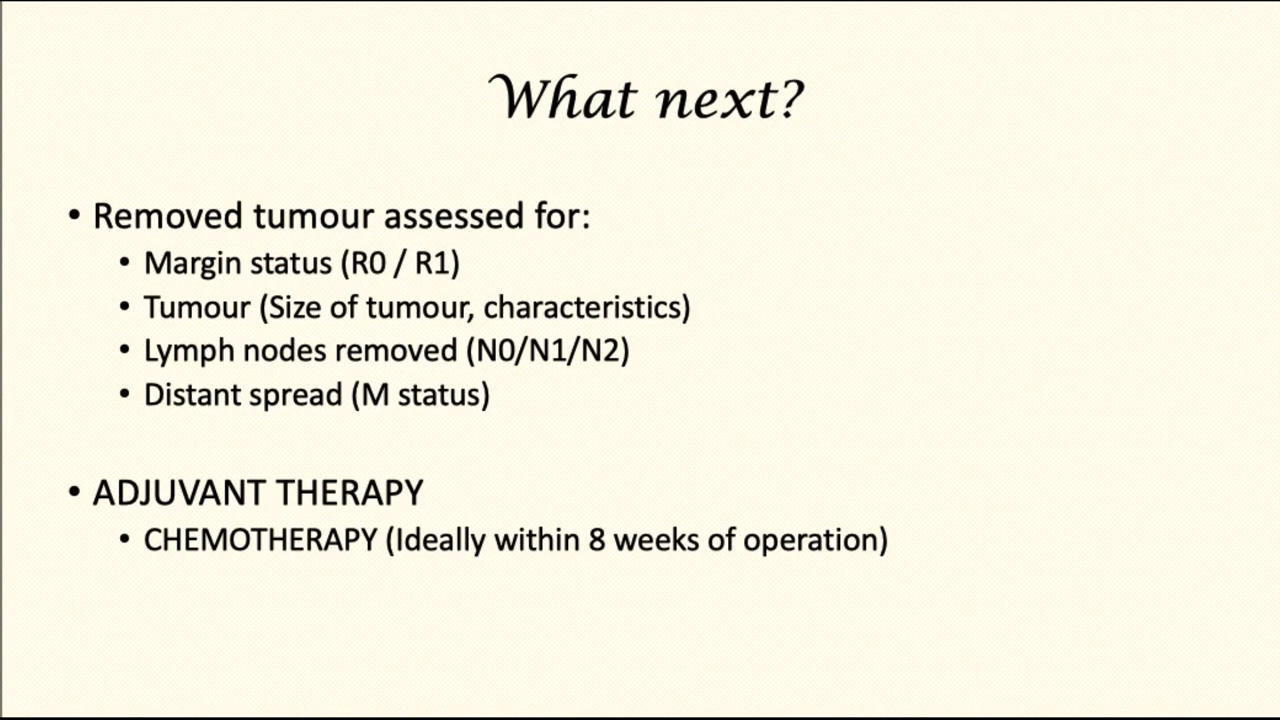 What next?
• Removed tumour assessed for:
• Margin status (R0 / R1)
• Tumour (Size of tumour, characteristics)
• Lymph nodes removed (N0/N1/N2)
• Distant spread (M status)
• ADJUVANT THERAPY
• CHEMOTHERAPY (Ideally within 8 weeks of operation)